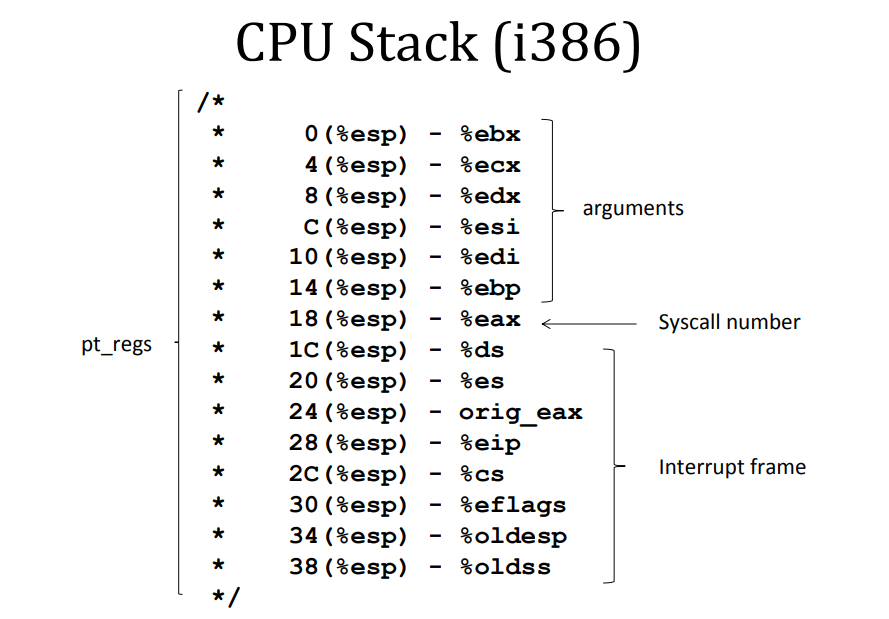 CPU Stack (i386)
/*
* 0(%esp) - %ebx
* 4(%esp) - %ecx
* 8(%esp) - %edx
arguments
* C(%esp) - %esi
* 10(%esp) - %edi
* 14(%esp) - %ebp
* 18(%esp) - %eax
Syscall number
pt_regs
* 1C(%esp) - %ds
* 20(%esp) - %es
* 24(%esp) - orig_eax
* 28(%esp) - %eip
Interrupt frame
* 2C(%esp) - %cs
* 30(%esp) - %eflags
* 34(%esp) - %oldesp
* 38(%esp) - %oldss
*/